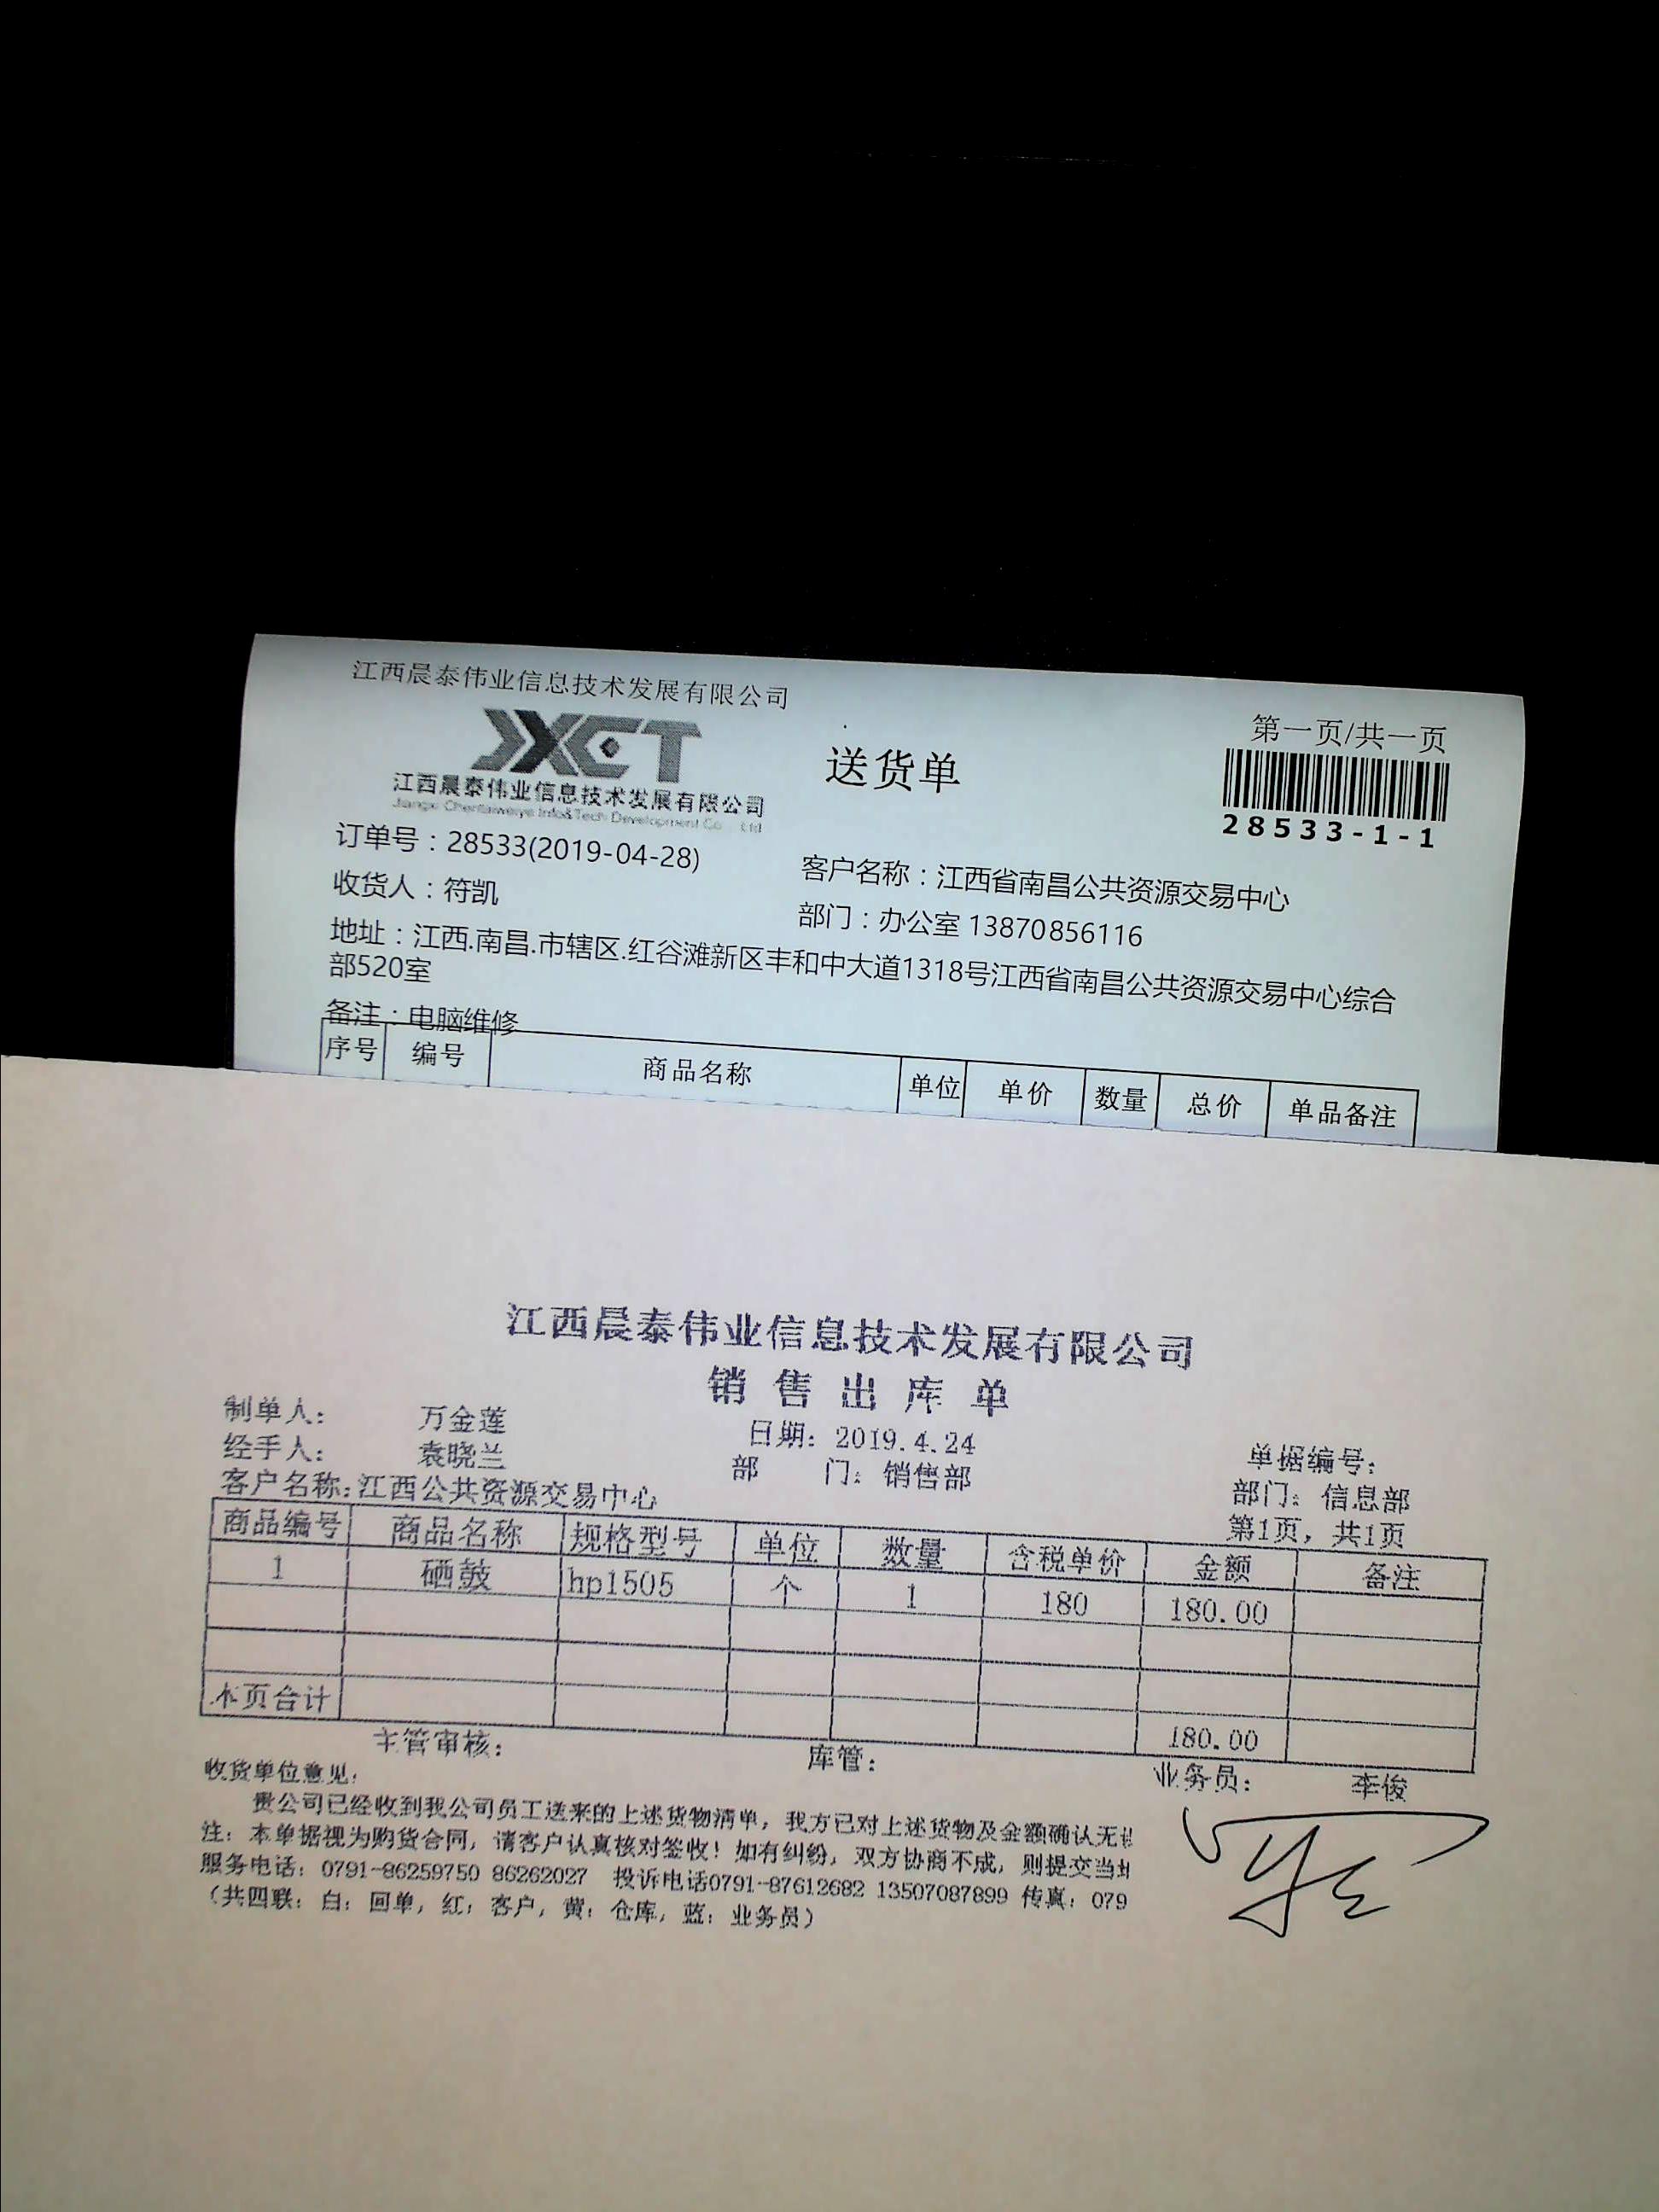 江西晨泰伟业信息技术发展有限公司
JXCT
江西晨泰伟业信息技术发展有限公司
Jiangxi Chentaiweiye Info&Tech Development Co., Ltd
送货单
第一页/共一页
28533-1-1
订单号：28533(2019-04-28)
客户名称：江西省南昌公共资源交易中心
收货人：符凯
部门：办公室 13870856116
地址：江西.南昌.市辖区.红谷滩新区丰和中大道1318号江西省南昌公共资源交易中心综合
部520室
备注：电脑维修
序号 编号 商品名称 单位 单价 数量 总价 单品备注
江西晨泰伟业信息技术发展有限公司
销售出库单
制单人： 万金莲 日期：2019.4.24 单据编号：
经手人： 袁晓兰 部 门：销售部 部门：信息部
客户名称：江西公共资源交易中心 第1页，共1页
商品编号 商品名称 规格型号 单位 数量 含税单价 金额 备注
1 硒鼓 hp1505 个 1 180 180.00
本页合计 180.00
主管审核： 库管： 业务员： 李俊
收货单位意见：
贵公司已经收到我公司员工送来的上述货物清单，我方已对上述货物及金额确认无
注：本单据视为购货合同，请客户认真核对签收！如有纠纷，双方协商不成，则提交当
服务电话：0791-86259750 86262027 投诉电话0791-87612682 13507087899 传真：079
（共四联：白：回单，红：客户，黄：仓库，蓝：业务员）